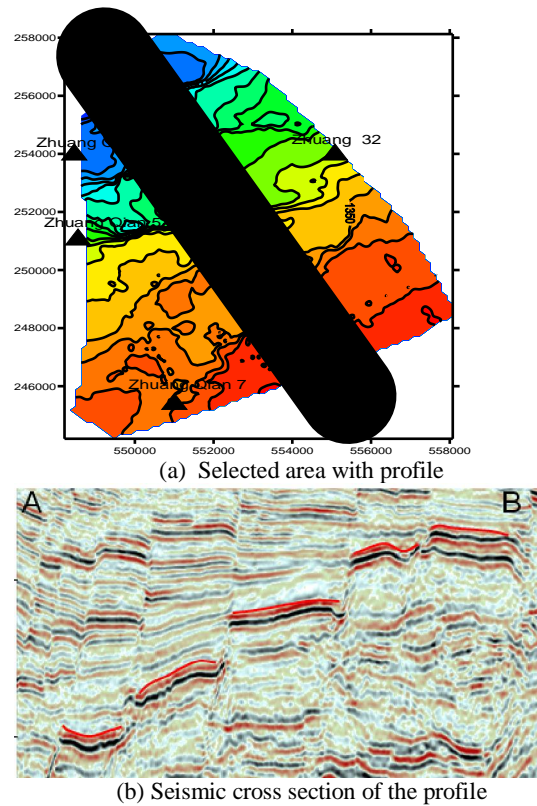 258000
256000
Zhuang 32
254000
252000
1350
250000
248000
246000
Zhuang Qian 7
550000 552000 554000 556000 558000
(a) Selected area with profile
A B
(b) Seismic cross section of the profile